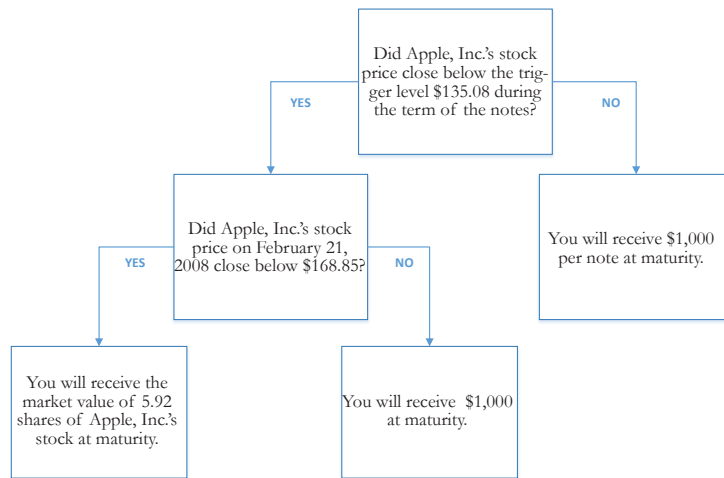 Did Apple, Inc.'s stock
price close below the trig-
ger level $135.08 during
the term of the notes?
YES
NO
Did Apple, Inc.'s stock
price on February 21,
2008 close below $168.85?
You will receive $1,000
per note at maturity.
YES
NO
You will receive the
market value of 5.92
shares of Apple, Inc.'s
stock at maturity.
You will receive $1,000
at maturity.